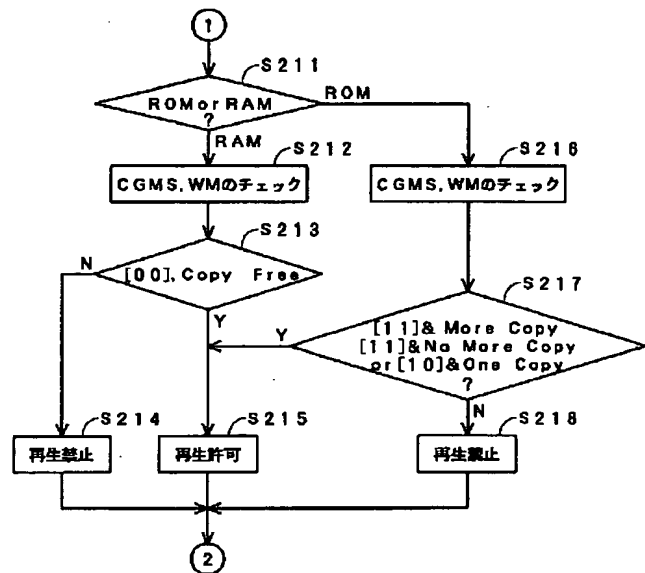 1
S211
ROMorRAM
?
ROM
RAM
S212
CGMS,WMのチェック
S216
CGMS,WMのチェック
S213
[00],Copy Free
N
Y
S217
[11]& More Copy
[11]&No More Copy
or[10]&One Copy
?
Y
N
S214
再生禁止
S215
再生許可
S218
再生禁止
2